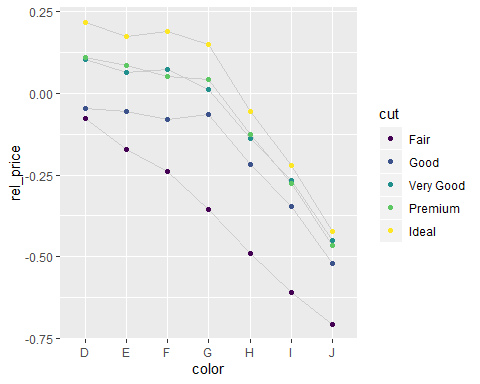 0.25
0.00
-0.25
-0.50
-0.75
rel_price
D E F G H I J
color
cut
Fair
Good
Very Good
Premium
Ideal